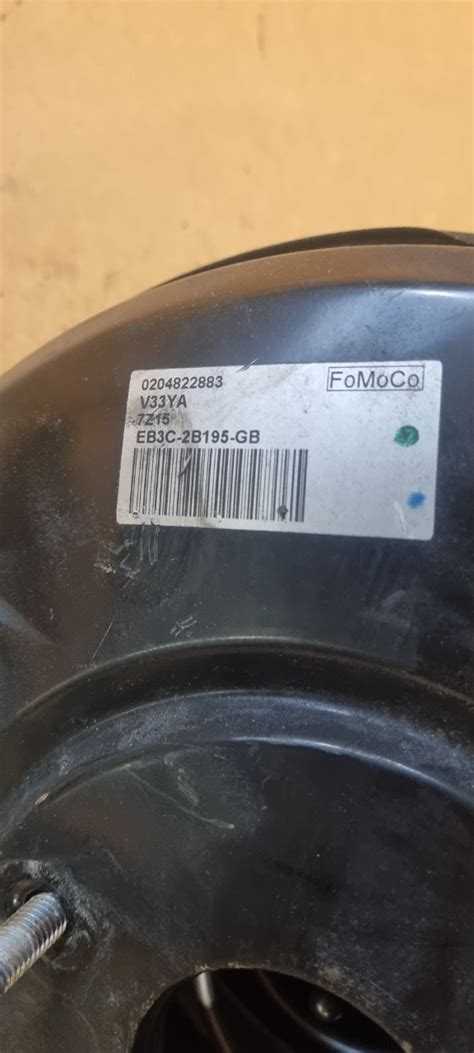 0204822883
FoMoCo
V33YA
7Z15
EB3C-2B195-GB